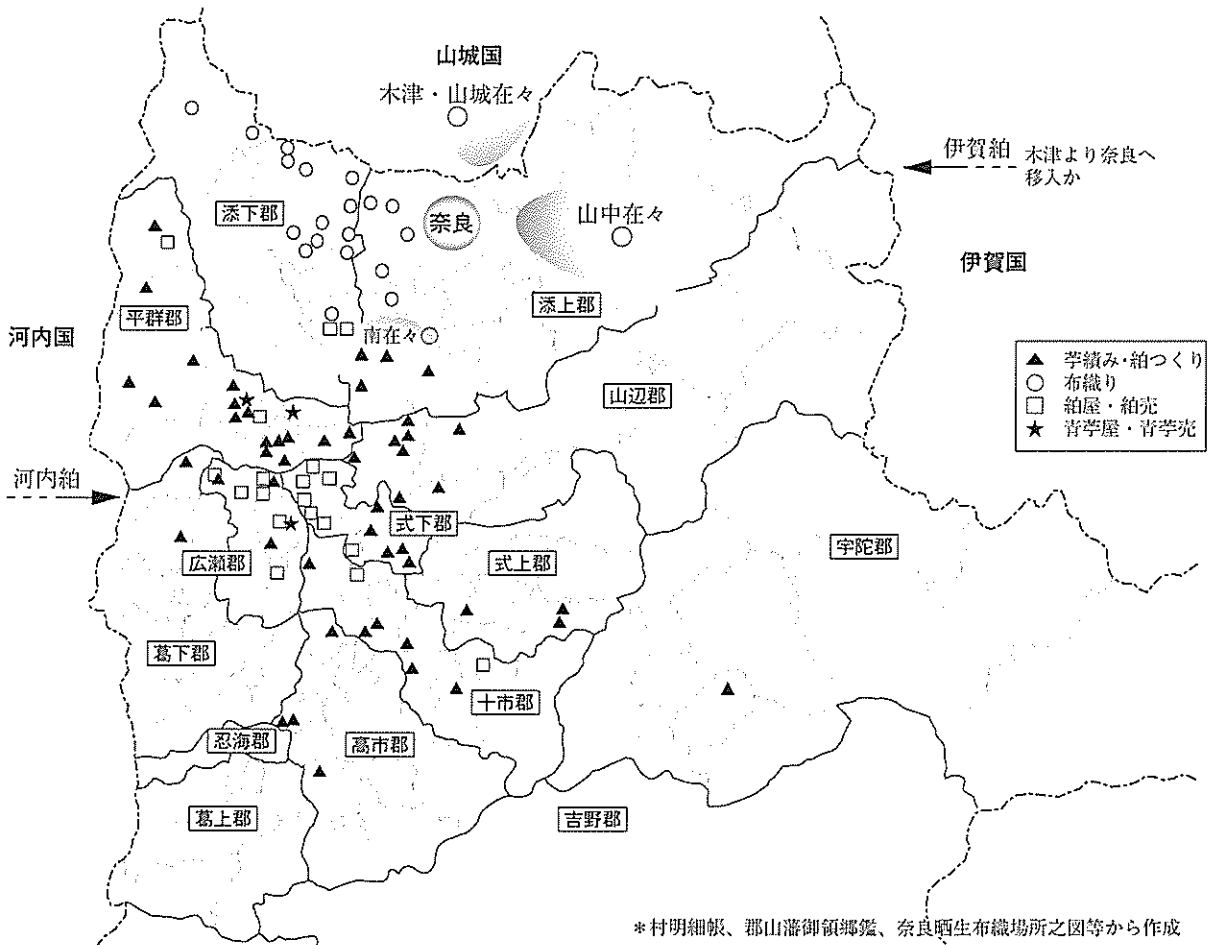 山城国
木津・山城在々
伊賀紿
木津より奈良へ
移入か
添下郡
奈良
山中在々
伊賀国
平群郡
添上郡
河内国
南在々
山辺郡
▲ 苧績み・紿つくり
○ 布織り
□ 紿屋・紿売
★ 青苧屋・青苧売
河内紿
式下郡
広瀬郡
式上郡
宇陀郡
葛下郡
十市郡
忍海郡
高市郡
葛上郡
吉野郡
*村明細帳、郡山藩御領郷鑑、奈良晒生布織場所之図等から作成